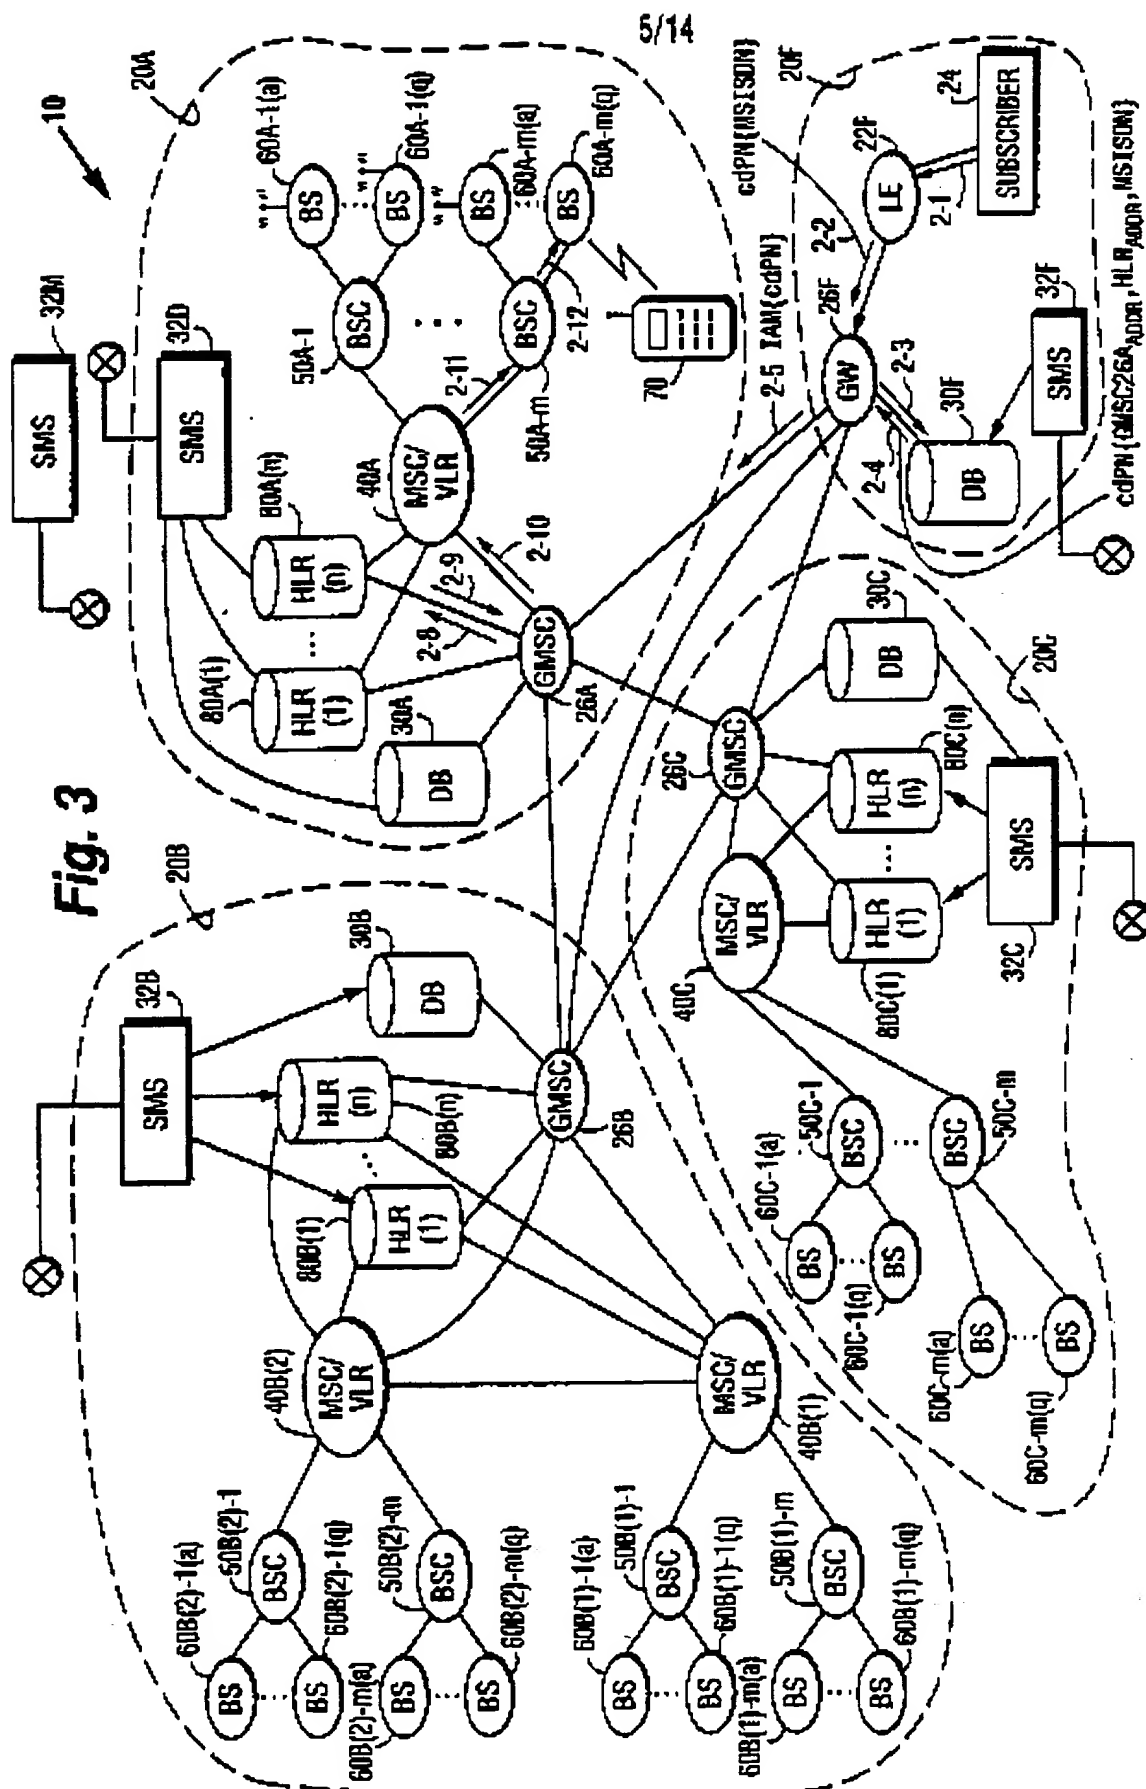 5/14
Fig. 3
10
20A
32M
SMS
32D
SMS
80A(n)
HLR
(n)
80A(1)
HLR
(1)
...
30A
DB
40A
MSC/
VLR
2-8
2-9
2-10
GMSC
26A
50A-1
BSC
2-11
BSC
50A-m
2-12
60A-1(a)
BS
60A-1(q)
BS
60A-m(a)
BS
60A-m(q)
BS
70
20F
cdPN{MSISDN}
22F
LE
24
SUBSCRIBER
2-1
2-2
26F
GW
2-5 IAM{cdPN}
2-3
2-4
30F
DB
32F
SMS
cdPN{GMSC26A ADDR, HLR ADDR, MSISDN}
20B
32B
SMS
30B
DB
HLR
(n)
80B(n)
...
80B(1)
HLR
(1)
GMSC
26B
40B(2)
MSC/
VLR
MSC/
VLR
40B(1)
50B(2)-1
BSC
50B(2)-m
BSC
60B(2)-1(a)
BS
60B(2)-1(q)
BS
60B(2)-m(a)
BS
60B(2)-m(q)
BS
50B(1)-1
BSC
50B(1)-m
BSC
60B(1)-1(a)
BS
60B(1)-1(q)
BS
60B(1)-m(a)
BS
60B(1)-m(q)
BS
20C
26C
GMSC
30C
DB
80C(n)
HLR
(n)
...
80C(1)
HLR
(1)
32C
SMS
40C
MSC/
VLR
50C-1
BSC
50C-m
BSC
60C-1(a)
BS
60C-1(q)
BS
60C-m(a)
BS
60C-m(q)
BS